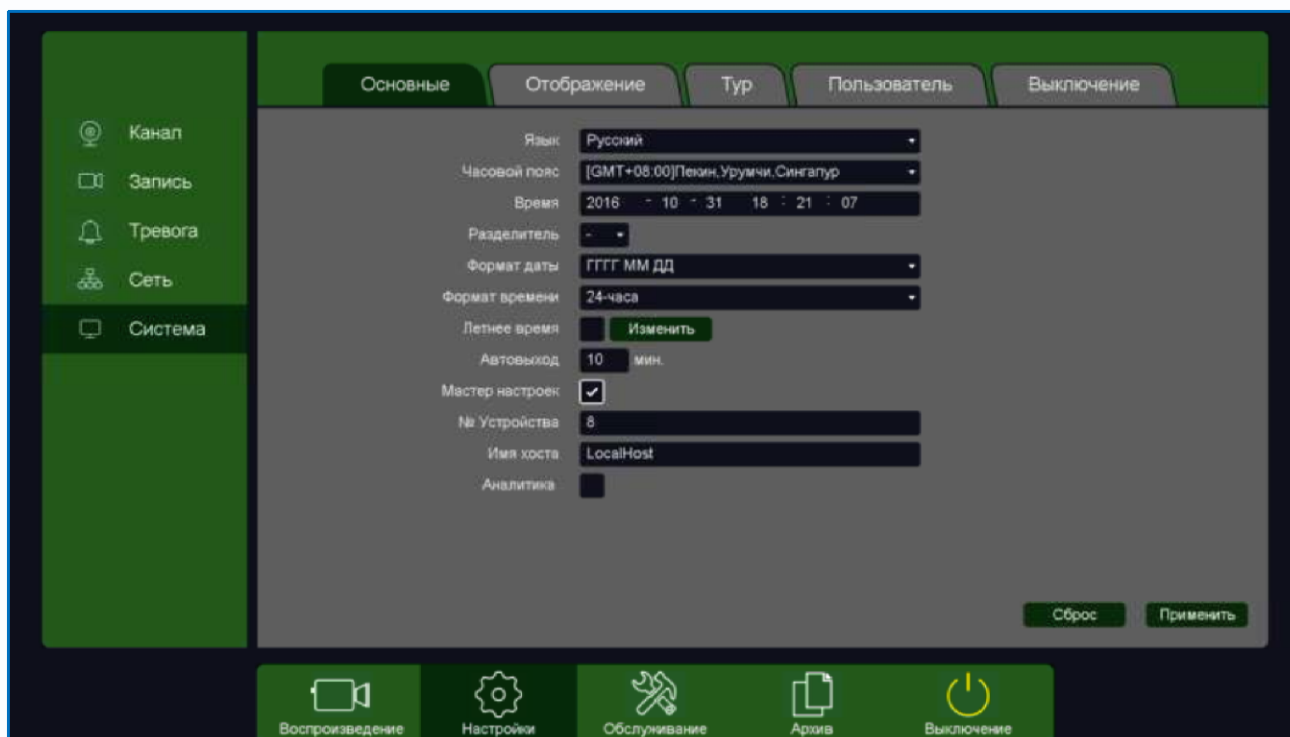 Основные Отображение Тур Пользователь Выключение
Канал
Запись
Тревога
Сеть
Система
Язык Русский
Часовой пояс [GMT+08:00]Пекин,Урумчи,Сингапур
Время 2016 - 10 - 31 18 : 21 : 07
Разделитель -
Формат даты ГГГГ ММ ДД
Формат времени 24-часа
Летнее время Изменить
Автовыход 10 мин.
Мастер настроек
№ Устройства 8
Имя хоста LocalHost
Аналитика
Сброс Применить
Воспроизведение Настройки Обслуживание Архив Выключение